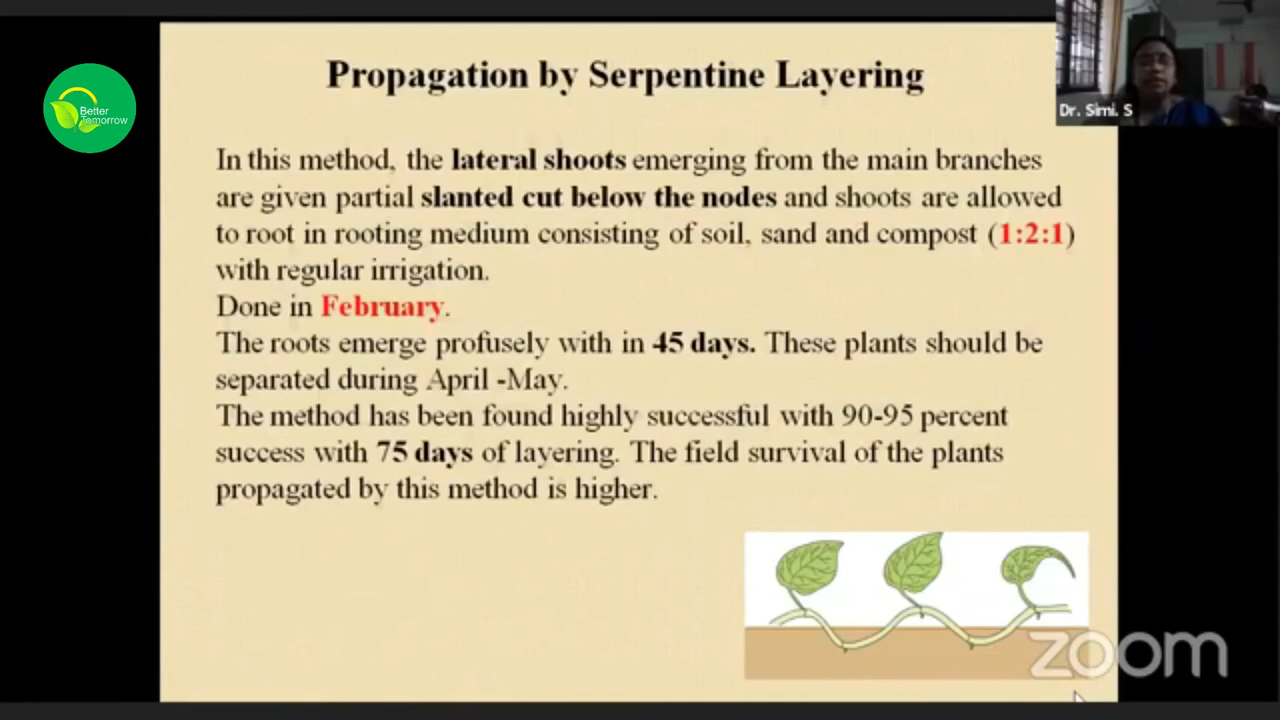 Propagation by Serpentine Layering
Better
Tomorrow
Dr. Simi. S
In this method, the lateral shoots emerging from the main branches
are given partial slanted cut below the nodes and shoots are allowed
to root in rooting medium consisting of soil, sand and compost (1:2:1)
with regular irrigation.
Done in February.
The roots emerge profusely with in 45 days. These plants should be
separated during April -May.
The method has been found highly successful with 90-95 percent
success with 75 days of layering. The field survival of the plants
propagated by this method is higher.
zoom